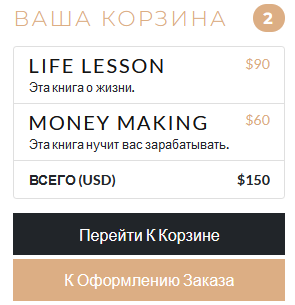 ВАША КОРЗИНА 2
LIFE LESSON $90
Эта книга о жизни.
MONEY MAKING $60
Эта книга нучит вас зарабатывать.
ВСЕГО (USD) $150
Перейти К Корзине
К Оформлению Заказа